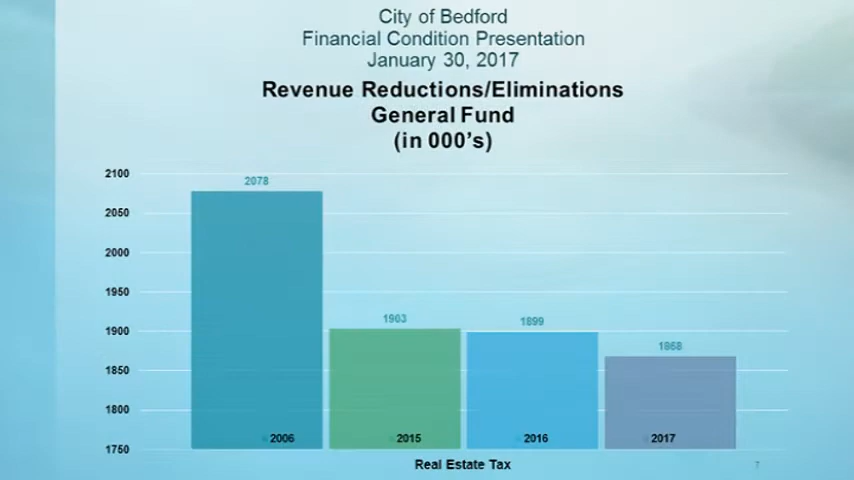 City of Bedford
Financial Condition Presentation
January 30, 2017
Revenue Reductions/Eliminations
General Fund
(in 000's)
2100
2050
2000
1950
1900
1850
1800
1750
2078
1903
1899
1868
2006
2015
2016
2017
Real Estate Tax
7